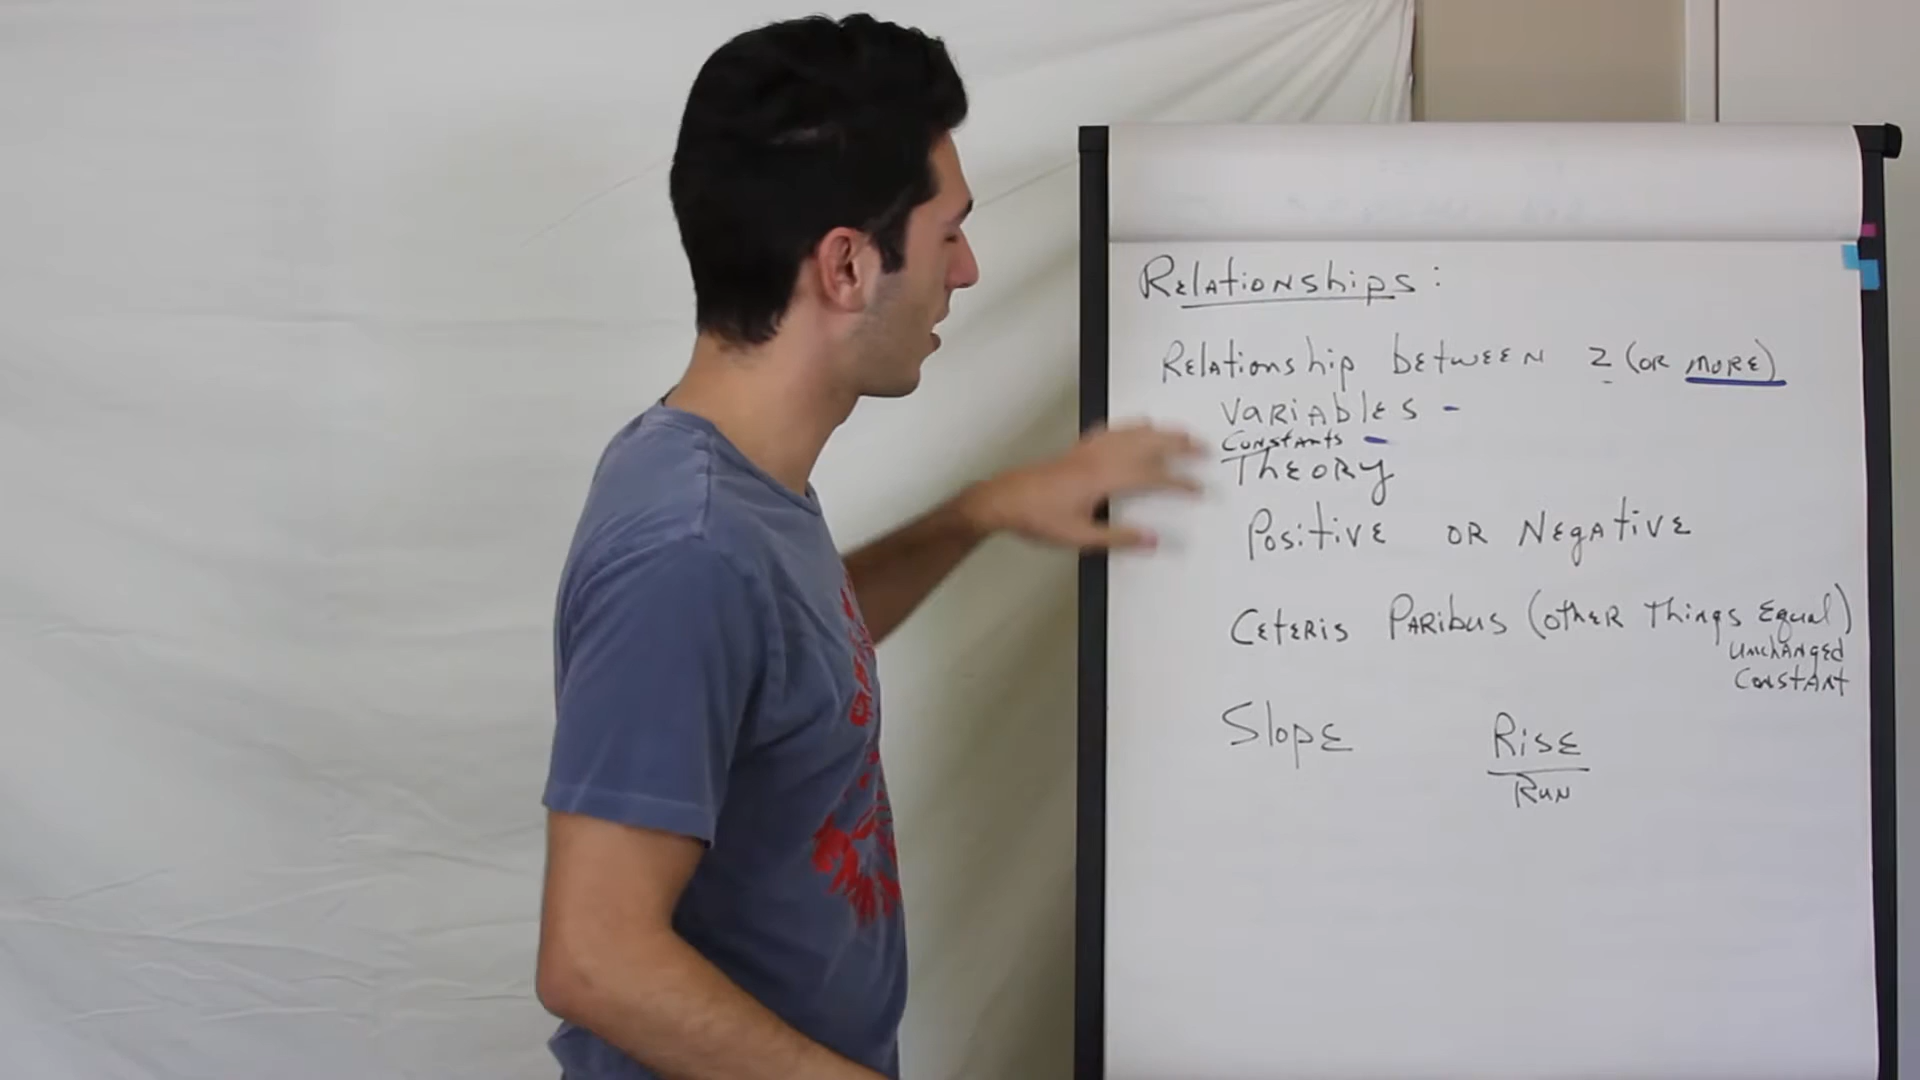 Relationships:
Relationship between 2 (or more)
Variables -
Constants -
Theory
Positive or Negative
Ceteris Paribus (other Things Equal)
Unchanged
Constant
Slope
Rise
Run